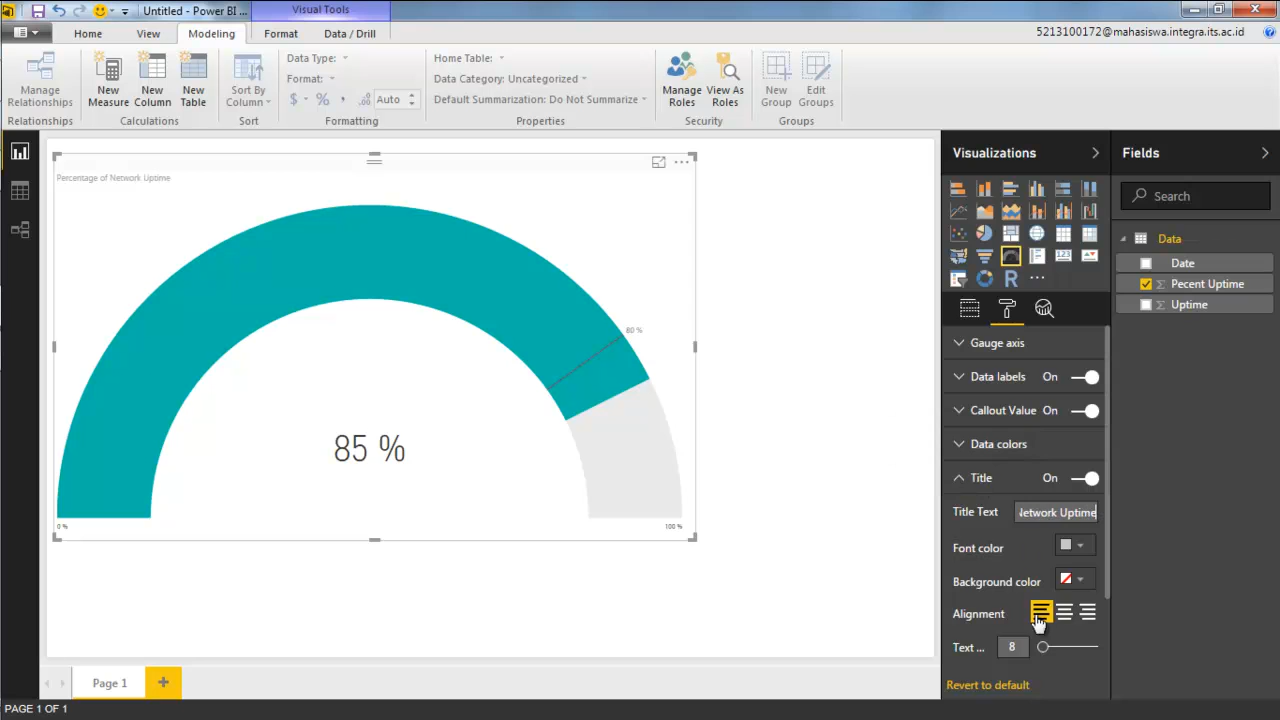 Untitled - Power BI ...
Visual Tools
Home
View
Modeling
Format
Data / Drill
5213100172@mahasiswa.integra.its.ac.id
Manage Relationships
Relationships
New Measure
New Column
New Table
Calculations
Sort By Column
Sort
Data Type:
Format:
$ % , Auto
Formatting
Home Table:
Data Category: Uncategorized
Default Summarization: Do Not Summarize
Properties
Manage Roles
View As Roles
Security
New Group
Edit Groups
Groups
Percentage of Network Uptime
80 %
85 %
0 %
100 %
Visualizations
Gauge axis
Data labels On
Callout Value On
Data colors
Title On
Title Text Network Uptime
Font color
Background color
Alignment
Text ... 8
Revert to default
Fields
Search
Data
Date
Σ Pecent Uptime
Σ Uptime
Page 1
PAGE 1 OF 1